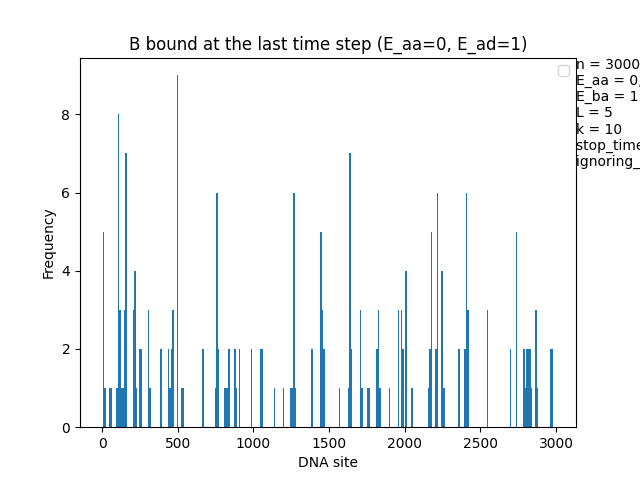 B bound at the last time step (E_aa=0, E_ad=1)
n = 3000
E_aa = 0,
E_ba = 1
L = 5
k = 10
stop_time
ignoring_
Frequency
8
6
4
2
0
0 500 1000 1500 2000 2500 3000
DNA site